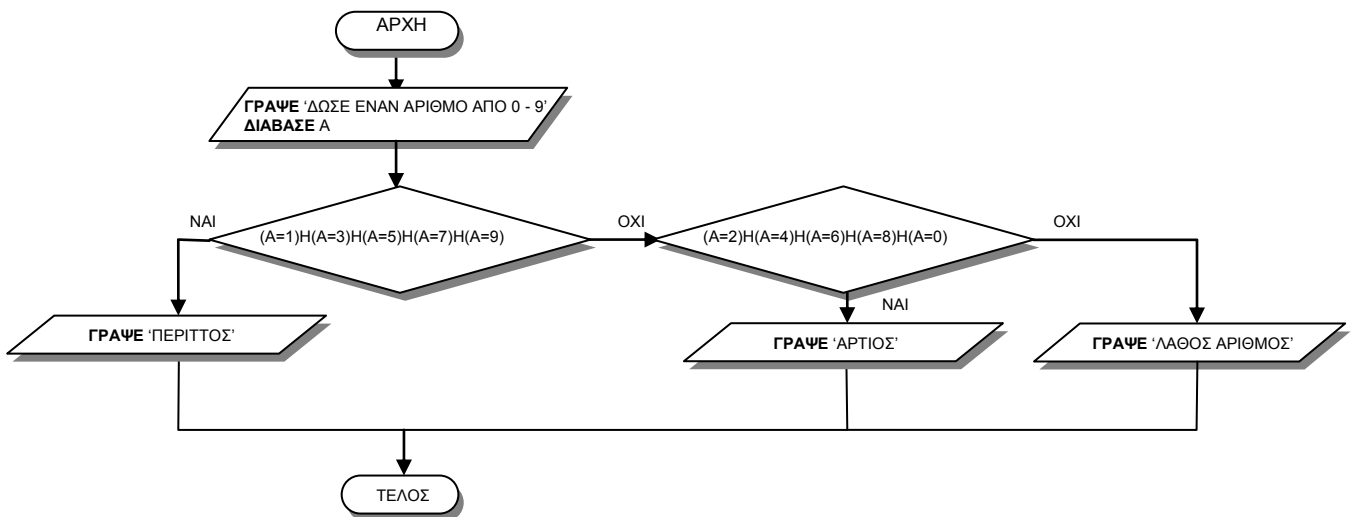 ΑΡΧΗ
ΓΡΑΨΕ ‘ΔΩΣΕ ΕΝΑΝ ΑΡΙΘΜΟ ΑΠΟ 0 - 9’
ΔΙΑΒΑΣΕ Α
ΝΑΙ
(Α=1)Η(Α=3)Η(Α=5)Η(Α=7)Η(Α=9)
ΟΧΙ
(Α=2)Η(Α=4)Η(Α=6)Η(Α=8)Η(Α=0)
ΟΧΙ
ΝΑΙ
ΓΡΑΨΕ ‘ΠΕΡΙΤΤΟΣ’
ΓΡΑΨΕ ‘ΑΡΤΙΟΣ’
ΓΡΑΨΕ ‘ΛΑΘΟΣ ΑΡΙΘΜΟΣ’
ΤΕΛΟΣ